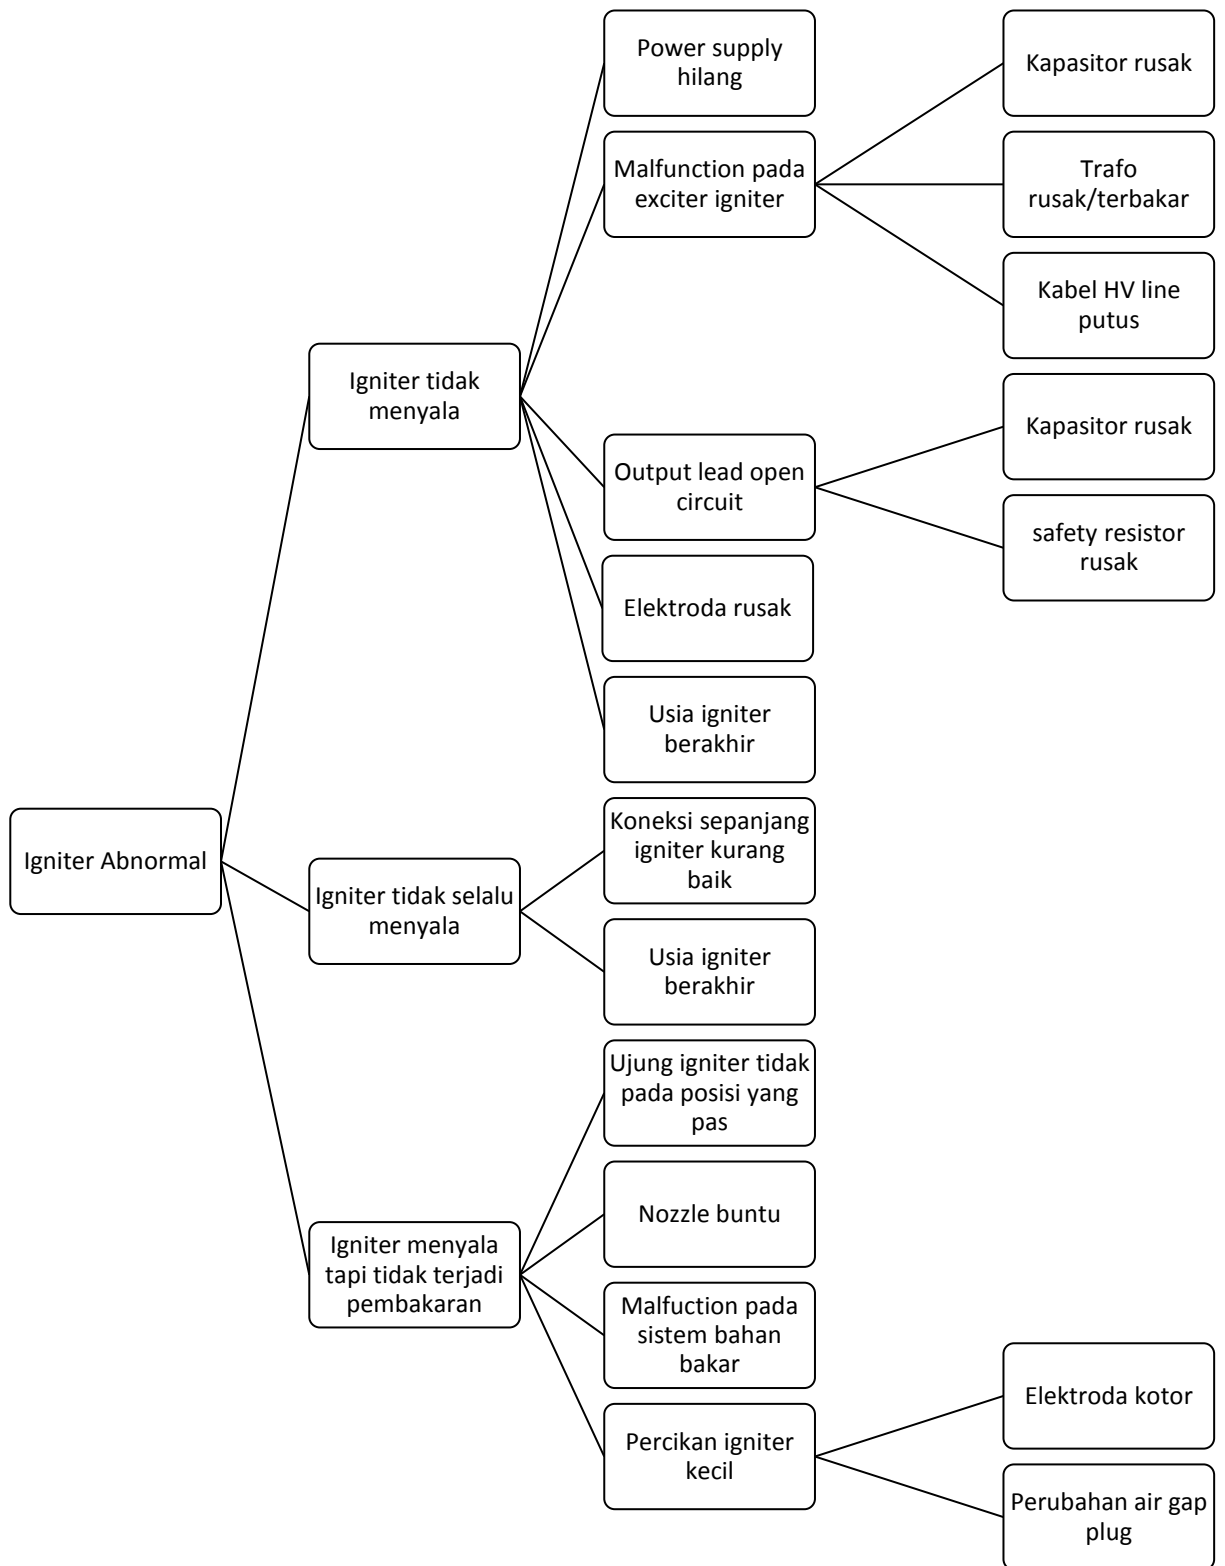 Power supply
hilang
Kapasitor rusak
Malfunction pada
exciter igniter
Trafo
rusak/terbakar
Kabel HV line
putus
Igniter tidak
menyala
Kapasitor rusak
Output lead open
circuit
safety resistor
rusak
Elektroda rusak
Usia igniter
berakhir
Igniter Abnormal
Koneksi sepanjang
igniter kurang
baik
Igniter tidak selalu
menyala
Usia igniter
berakhir
Ujung igniter tidak
pada posisi yang
pas
Nozzle buntu
Igniter menyala
tapi tidak terjadi
pembakaran
Malfuction pada
sistem bahan
bakar
Elektroda kotor
Percikan igniter
kecil
Perubahan air gap
plug